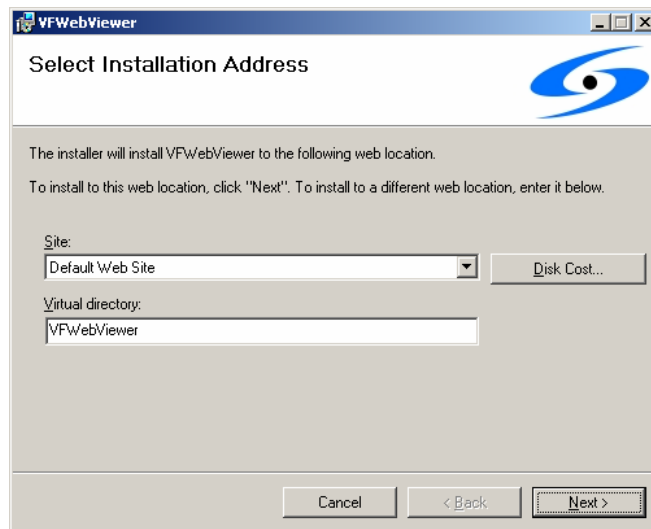 VFWebViewer
Select Installation Address
The installer will install VFWebViewer to the following web location.
To install to this web location, click "Next". To install to a different web location, enter it below.
Site:
Default Web Site
Disk Cost...
Virtual directory:
VFWebViewer
Cancel
< Back
Next >